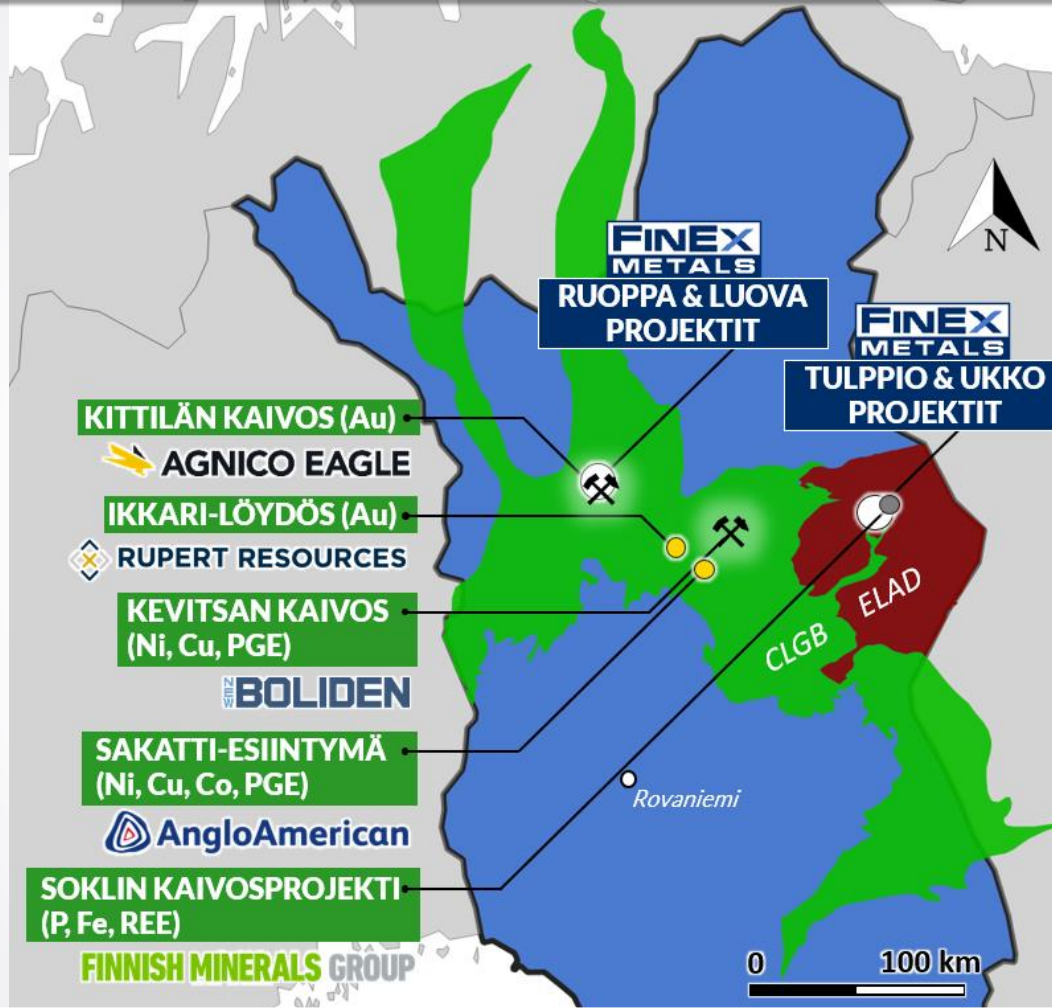 N
FINEX
METALS
RUOPPA & LUOVA
PROJEKTIT
FINEX
METALS
TULPPIO & UKKO
PROJEKTIT
KITTILÄN KAIVOS (Au)
AGNICO EAGLE
IKKARI-LÖYDÖS (Au)
RUPERT RESOURCES
KEVITSAN KAIVOS
(Ni, Cu, PGE)
NEW BOLIDEN
SAKATTI-ESIINTYMÄ
(Ni, Cu, Co, PGE)
AngloAmerican
SOKLIN KAIVOSPROJEKTI
(P, Fe, REE)
FINNISH MINERALS GROUP
CLGB
ELAD
Rovaniemi
0 100 km